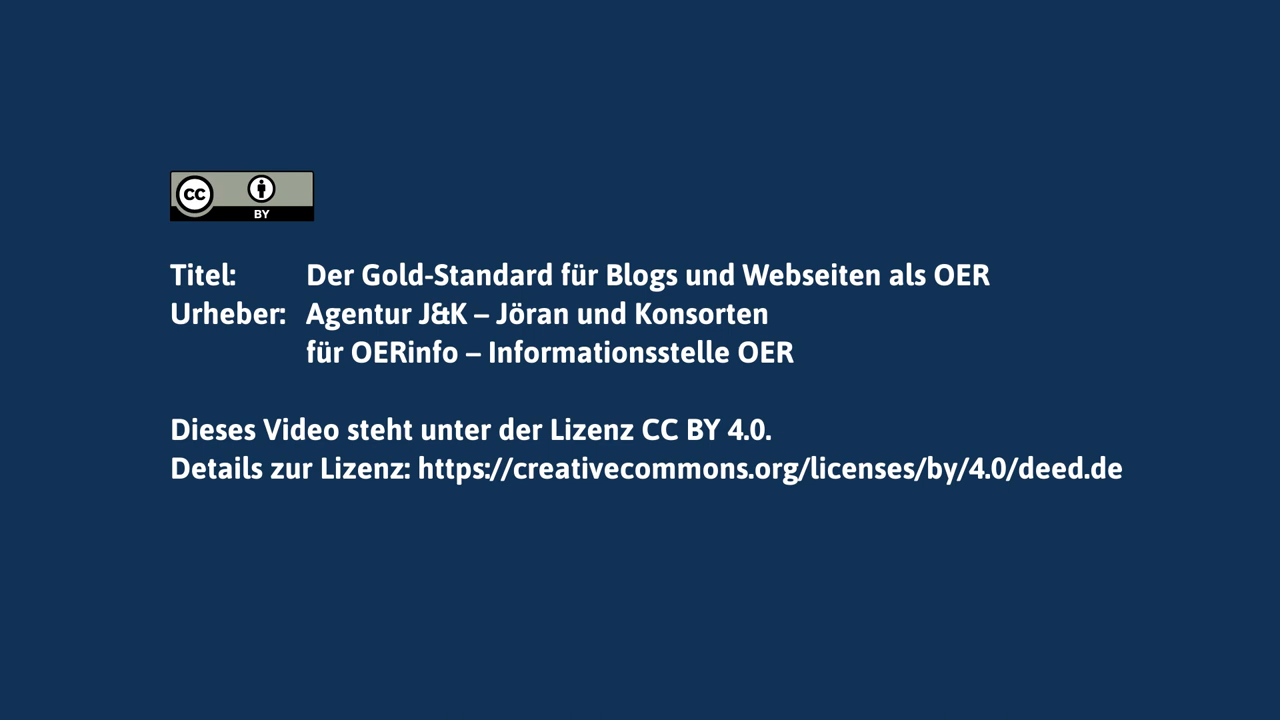 cc
BY
Titel: Der Gold-Standard für Blogs und Webseiten als OER
Urheber: Agentur J&K – Jöran und Konsorten
für OERinfo – Informationsstelle OER
Dieses Video steht unter der Lizenz CC BY 4.0.
Details zur Lizenz: https://creativecommons.org/licenses/by/4.0/deed.de